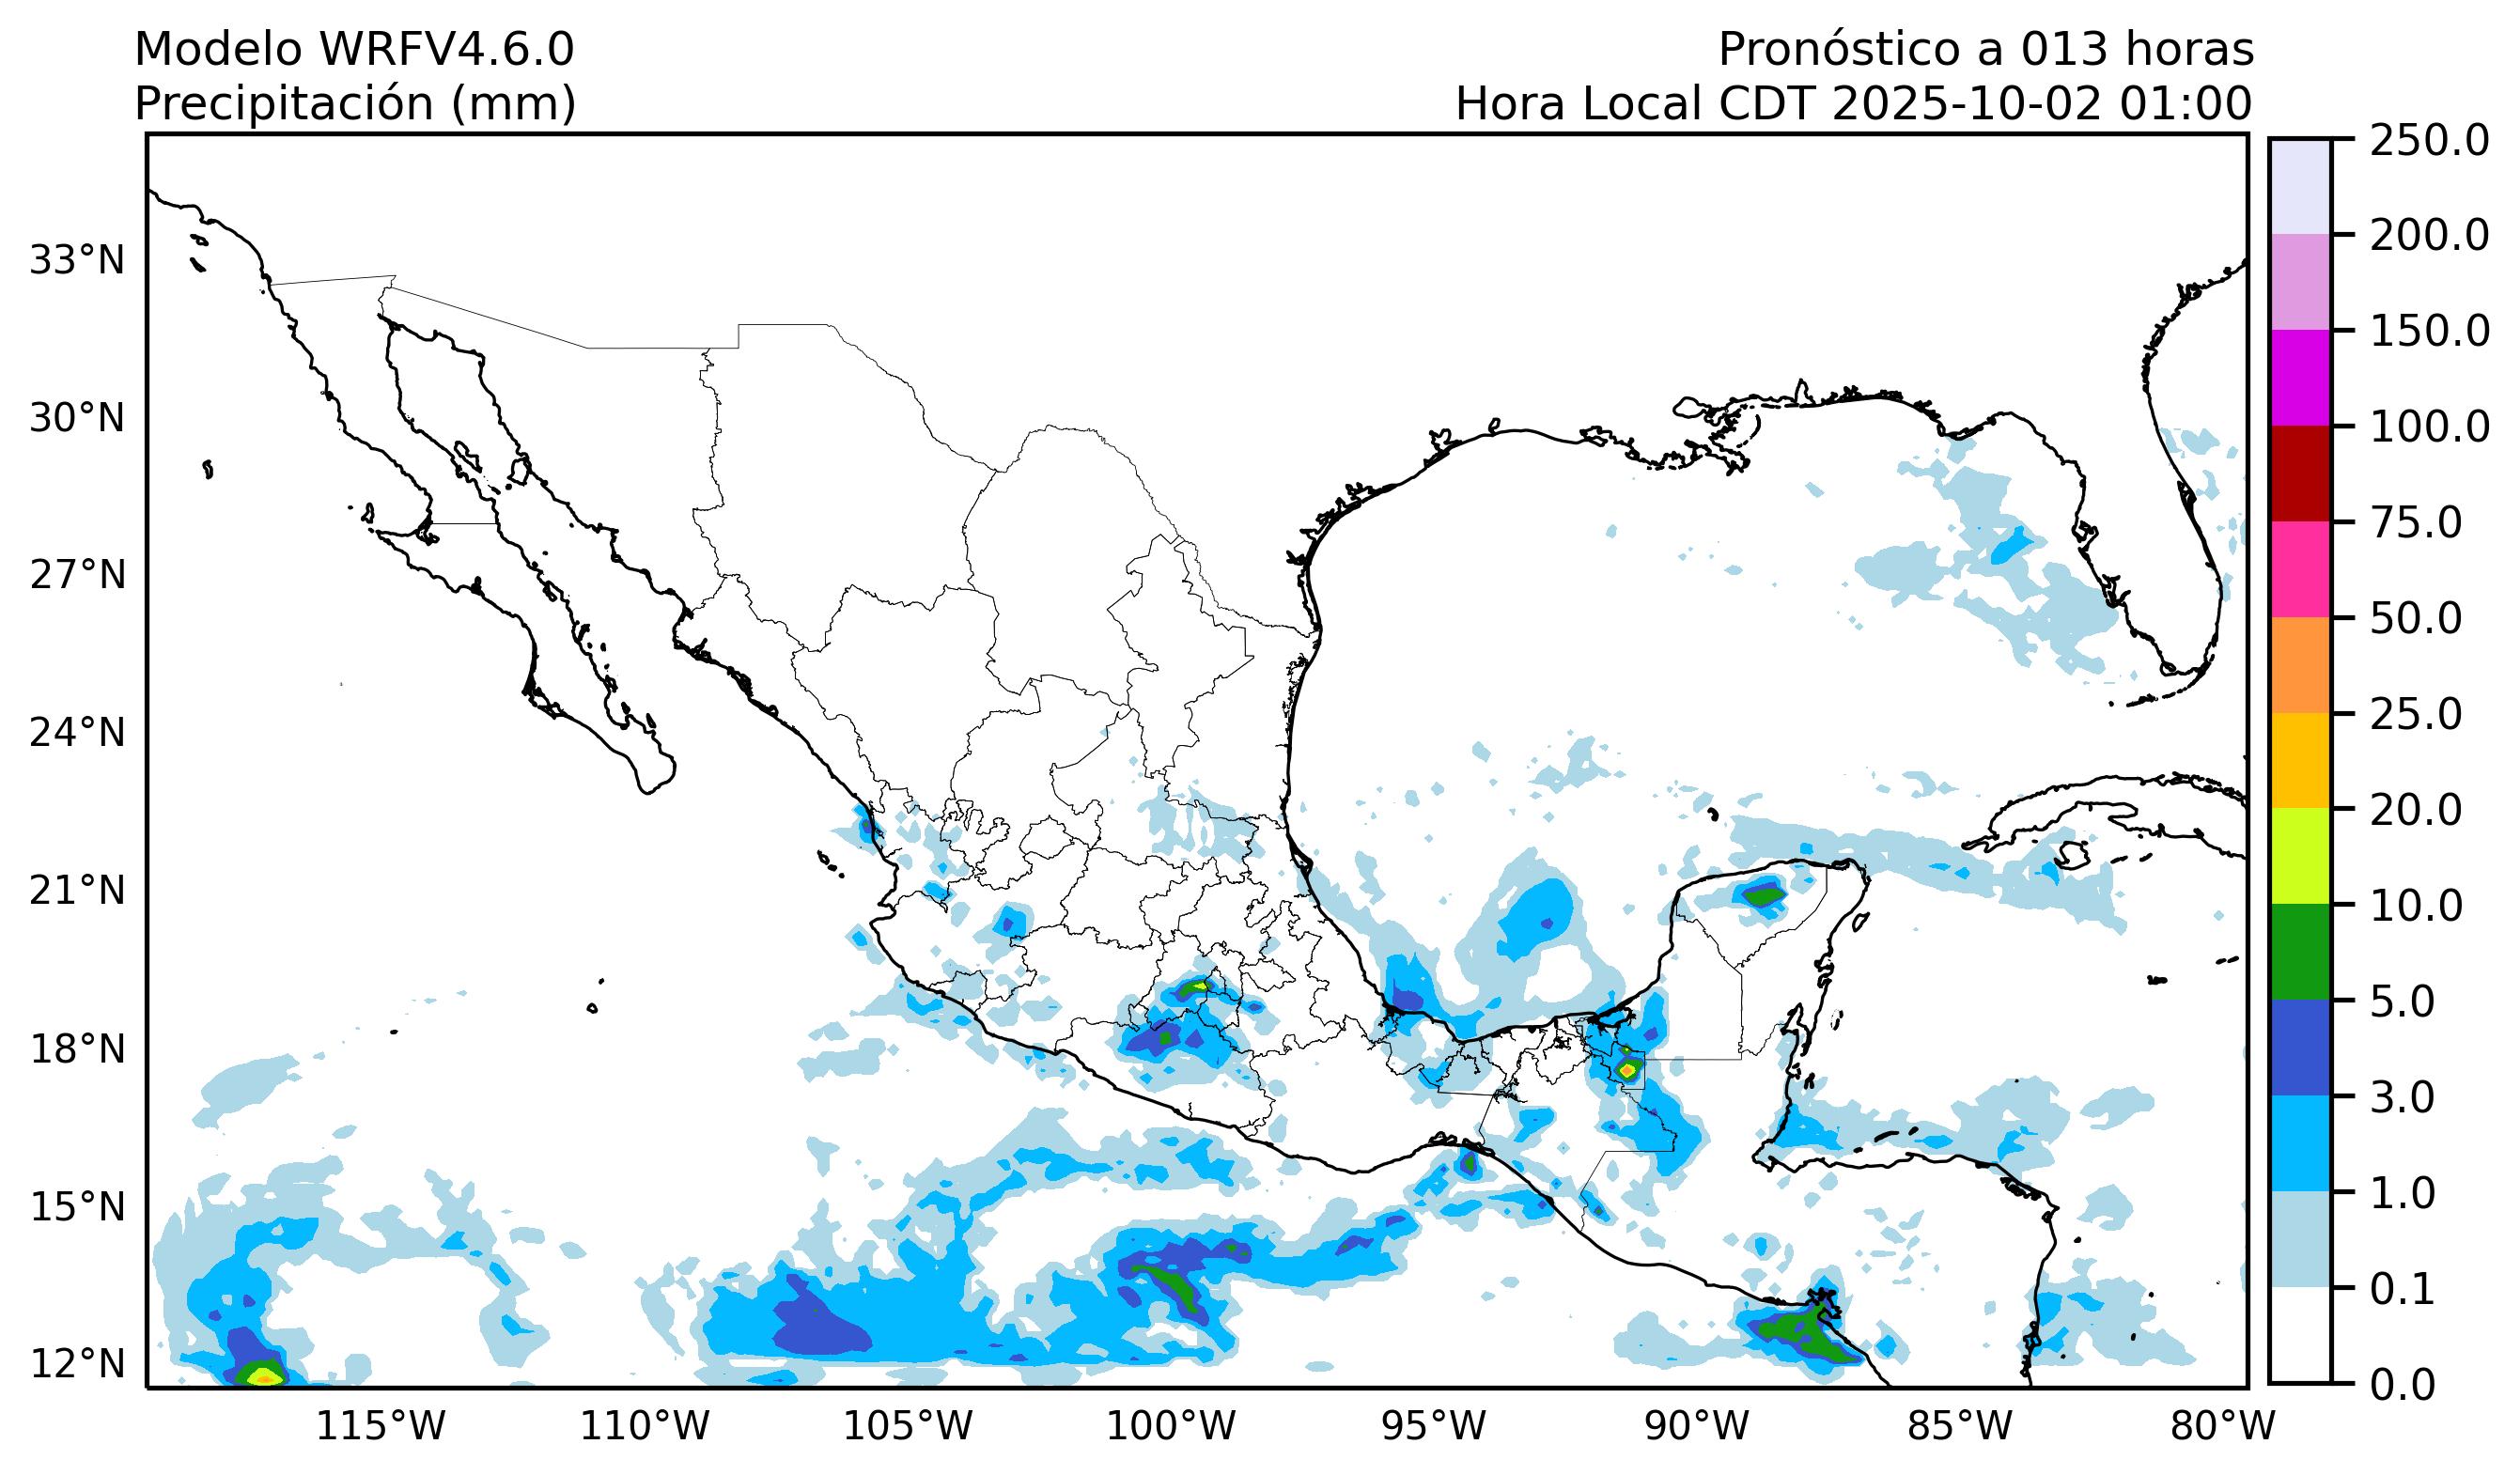 Modelo WRFV4.6.0
Precipitación (mm)
Pronóstico a 013 horas
Hora Local CDT 2025-10-02 01:00
33°N
30°N
27°N
24°N
21°N
18°N
15°N
12°N
115°W
110°W
105°W
100°W
95°W
90°W
85°W
80°W
250.0
200.0
150.0
100.0
75.0
50.0
25.0
20.0
10.0
5.0
3.0
1.0
0.1
0.0